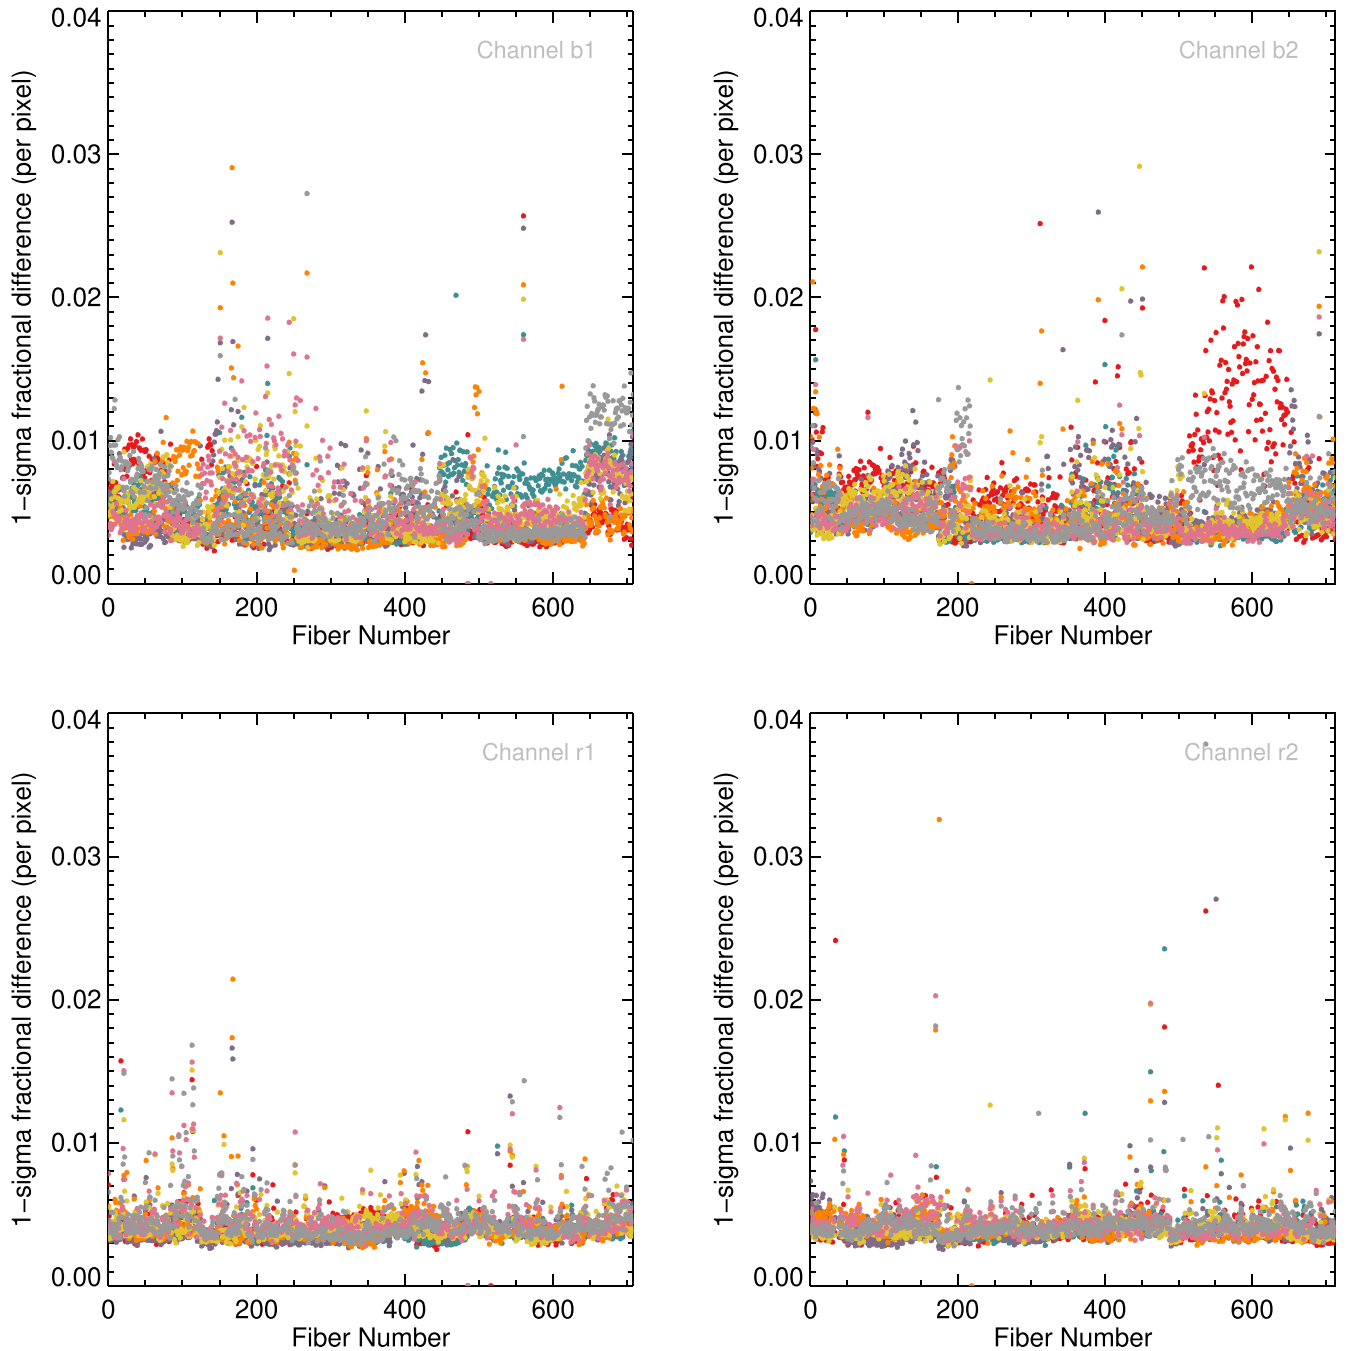 0.04
Channel b1
0.03
0.02
0.01
0.00
1−sigma fractional difference (per pixel)
0 200 400 600
Fiber Number
0.04
Channel b2
0.03
0.02
0.01
0.00
1−sigma fractional difference (per pixel)
0 200 400 600
Fiber Number
0.04
Channel r1
0.03
0.02
0.01
0.00
1−sigma fractional difference (per pixel)
0 200 400 600
Fiber Number
0.04
Channel r2
0.03
0.02
0.01
0.00
1−sigma fractional difference (per pixel)
0 200 400 600
Fiber Number